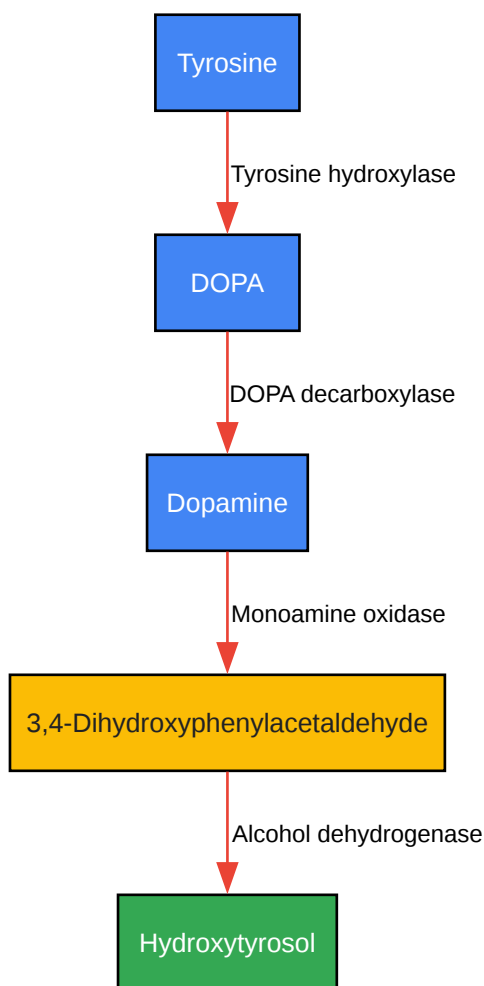 Tyrosine
Tyrosine hydroxylase
DOPA
DOPA decarboxylase
Dopamine
Monoamine oxidase
3,4-Dihydroxyphenylacetaldehyde
Alcohol dehydrogenase
Hydroxytyrosol